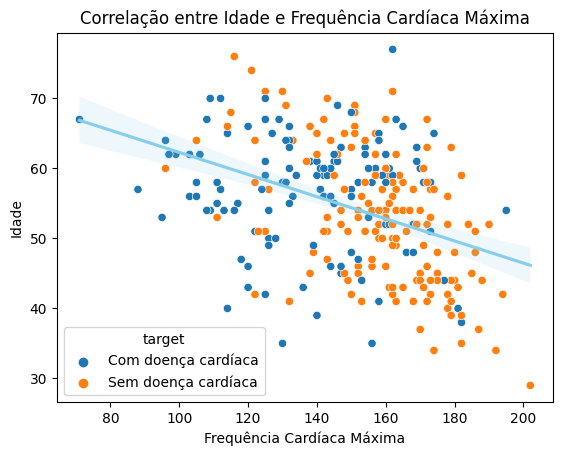 Correlação entre Idade e Frequência Cardíaca Máxima
Idade
70
60
50
40
30
target
Com doença cardíaca
Sem doença cardíaca
80
100
120
140
160
180
200
Frequência Cardíaca Máxima